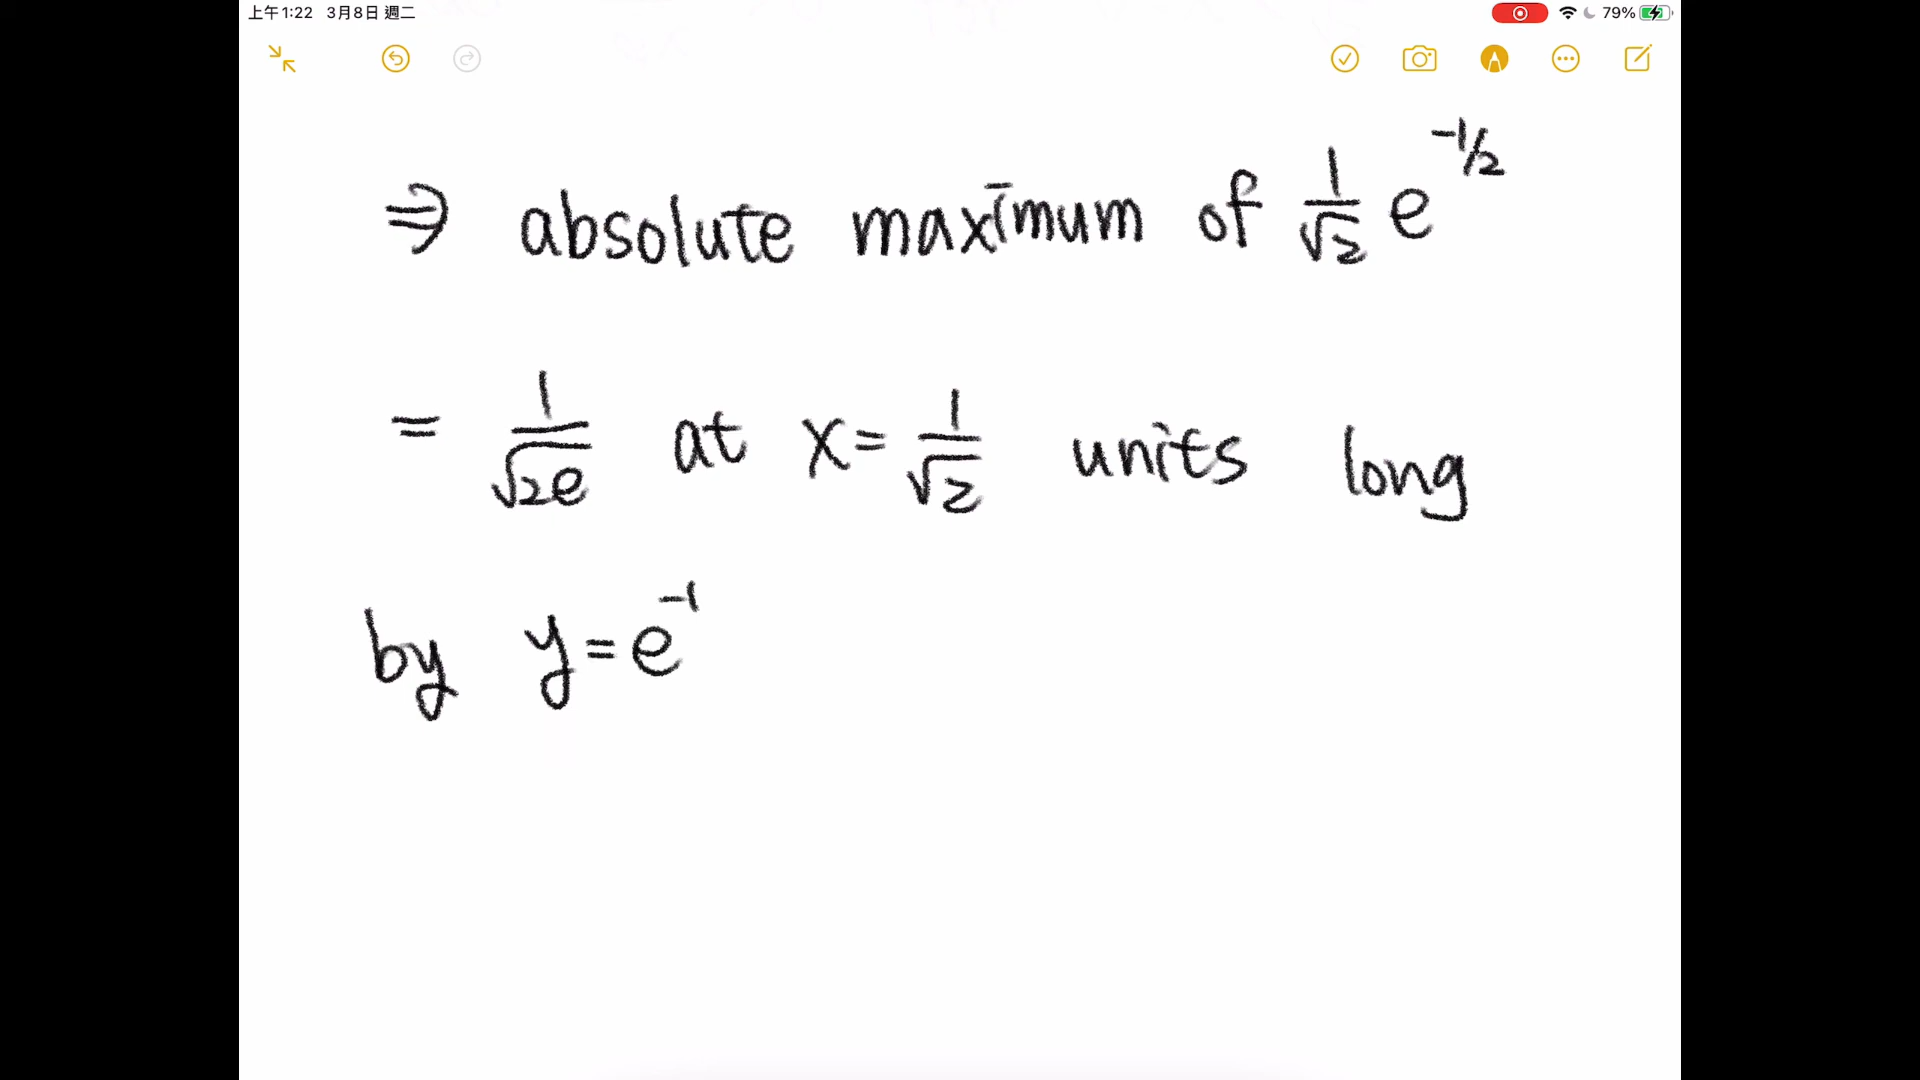 上午1:22 3月8日 週二 79%
⇒ absolute maximum of 1/√2 e^-1/2
= 1/√2e at x = 1/√2 units long
by y = e^-1